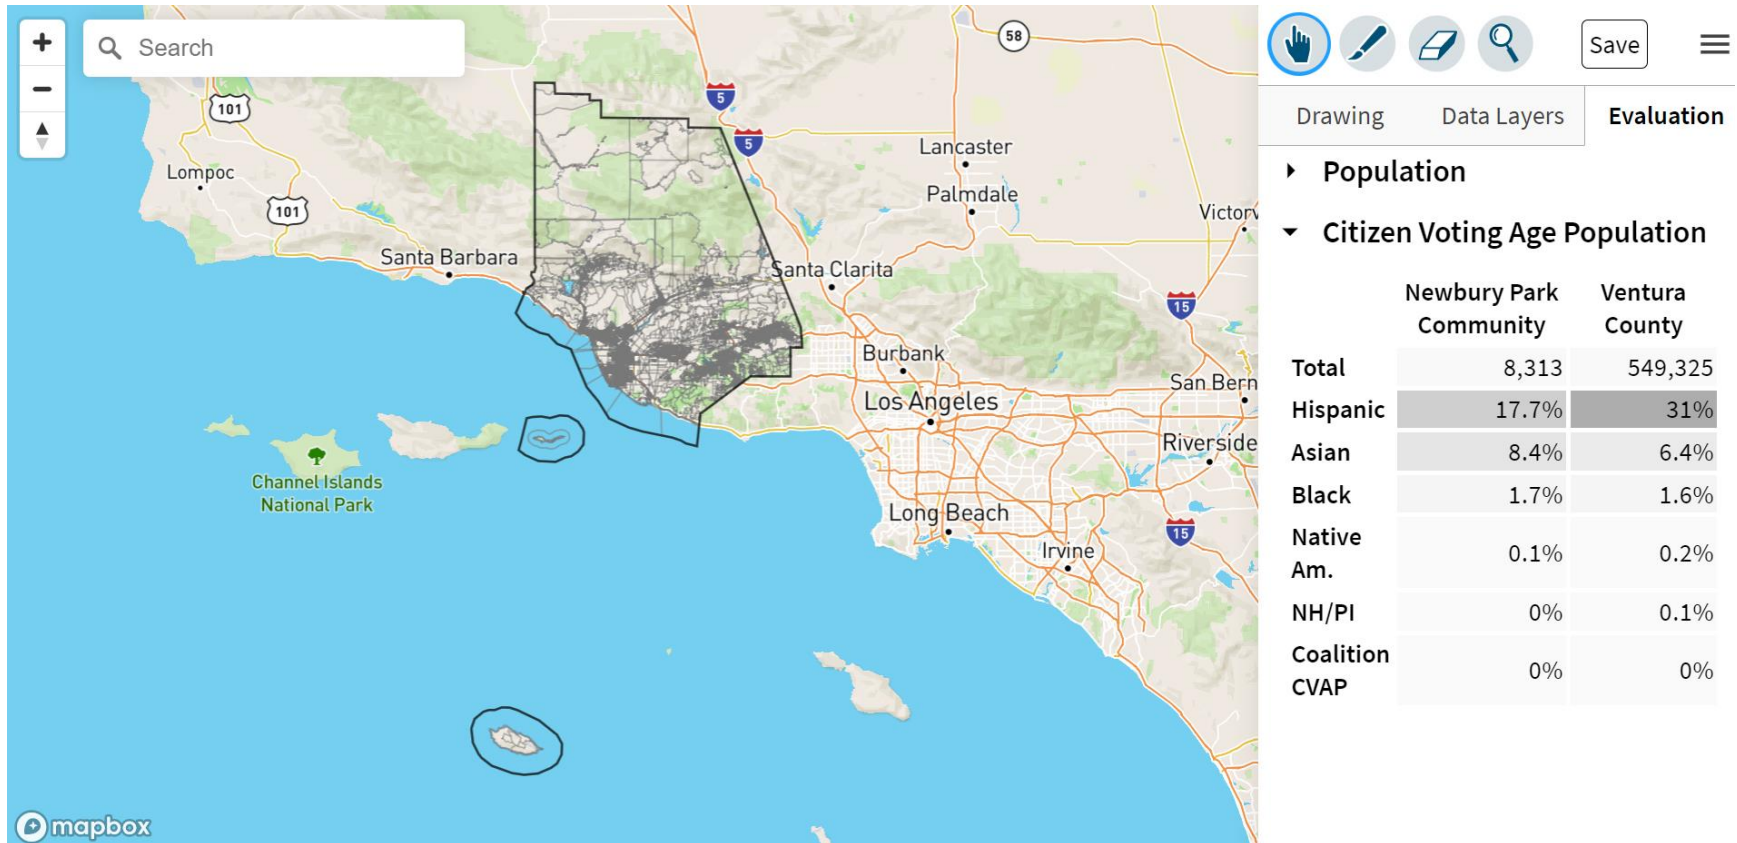 Search
58
5
5
101
Lompoc
101
Lancaster
Palmdale
Victorv
Santa Barbara
Santa Clarita
15
Burbank
San Bern
Los Angeles
Riverside
Channel Islands
National Park
Long Beach
15
Irvine
mapbox
Save
Drawing
Data Layers
Evaluation
Population
Citizen Voting Age Population
Newbury Park Ventura
Community County
Total 8,313 549,325
Hispanic 17.7% 31%
Asian 8.4% 6.4%
Black 1.7% 1.6%
Native
Am. 0.1% 0.2%
NH/PI 0% 0.1%
Coalition
CVAP 0% 0%